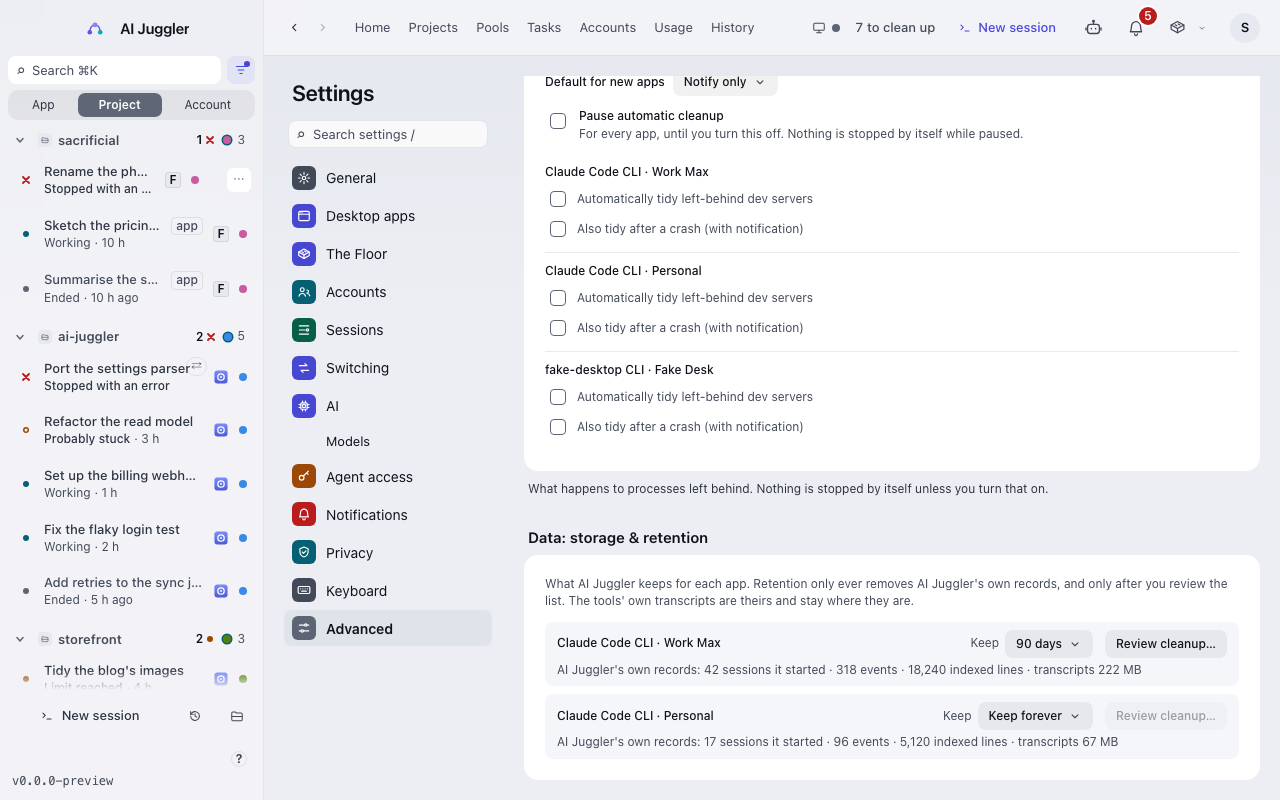 AI Juggler
Search ⌘K
App
Project
Account
sacrificial
1
3
Rename the ph...
Stopped with an ...
F
Sketch the pricin...
app
Working · 10 h
F
Summarise the s...
app
Ended · 10 h ago
F
ai-juggler
2
5
Port the settings parser
Stopped with an error
Refactor the read model
Probably stuck · 3 h
Set up the billing webh...
Working · 1 h
Fix the flaky login test
Working · 2 h
Add retries to the sync j...
Ended · 5 h ago
storefront
2
3
Tidy the blog's images
Limit reached · 4 h
New session
?
v0.0.0-preview
Home
Projects
Pools
Tasks
Accounts
Usage
History
7 to clean up
New session
5
S
Settings
Search settings /
General
Desktop apps
The Floor
Accounts
Sessions
Switching
AI
Models
Agent access
Notifications
Privacy
Keyboard
Advanced
Default for new apps
Notify only
Pause automatic cleanup
For every app, until you turn this off. Nothing is stopped by itself while paused.
Claude Code CLI · Work Max
Automatically tidy left-behind dev servers
Also tidy after a crash (with notification)
Claude Code CLI · Personal
Automatically tidy left-behind dev servers
Also tidy after a crash (with notification)
fake-desktop CLI · Fake Desk
Automatically tidy left-behind dev servers
Also tidy after a crash (with notification)
What happens to processes left behind. Nothing is stopped by itself unless you turn that on.
Data: storage & retention
What AI Juggler keeps for each app. Retention only ever removes AI Juggler's own records, and only after you review the
list. The tools' own transcripts are theirs and stay where they are.
Claude Code CLI · Work Max
Keep
90 days
Review cleanup...
AI Juggler's own records: 42 sessions it started · 318 events · 18,240 indexed lines · transcripts 222 MB
Claude Code CLI · Personal
Keep
Keep forever
Review cleanup...
AI Juggler's own records: 17 sessions it started · 96 events · 5,120 indexed lines · transcripts 67 MB